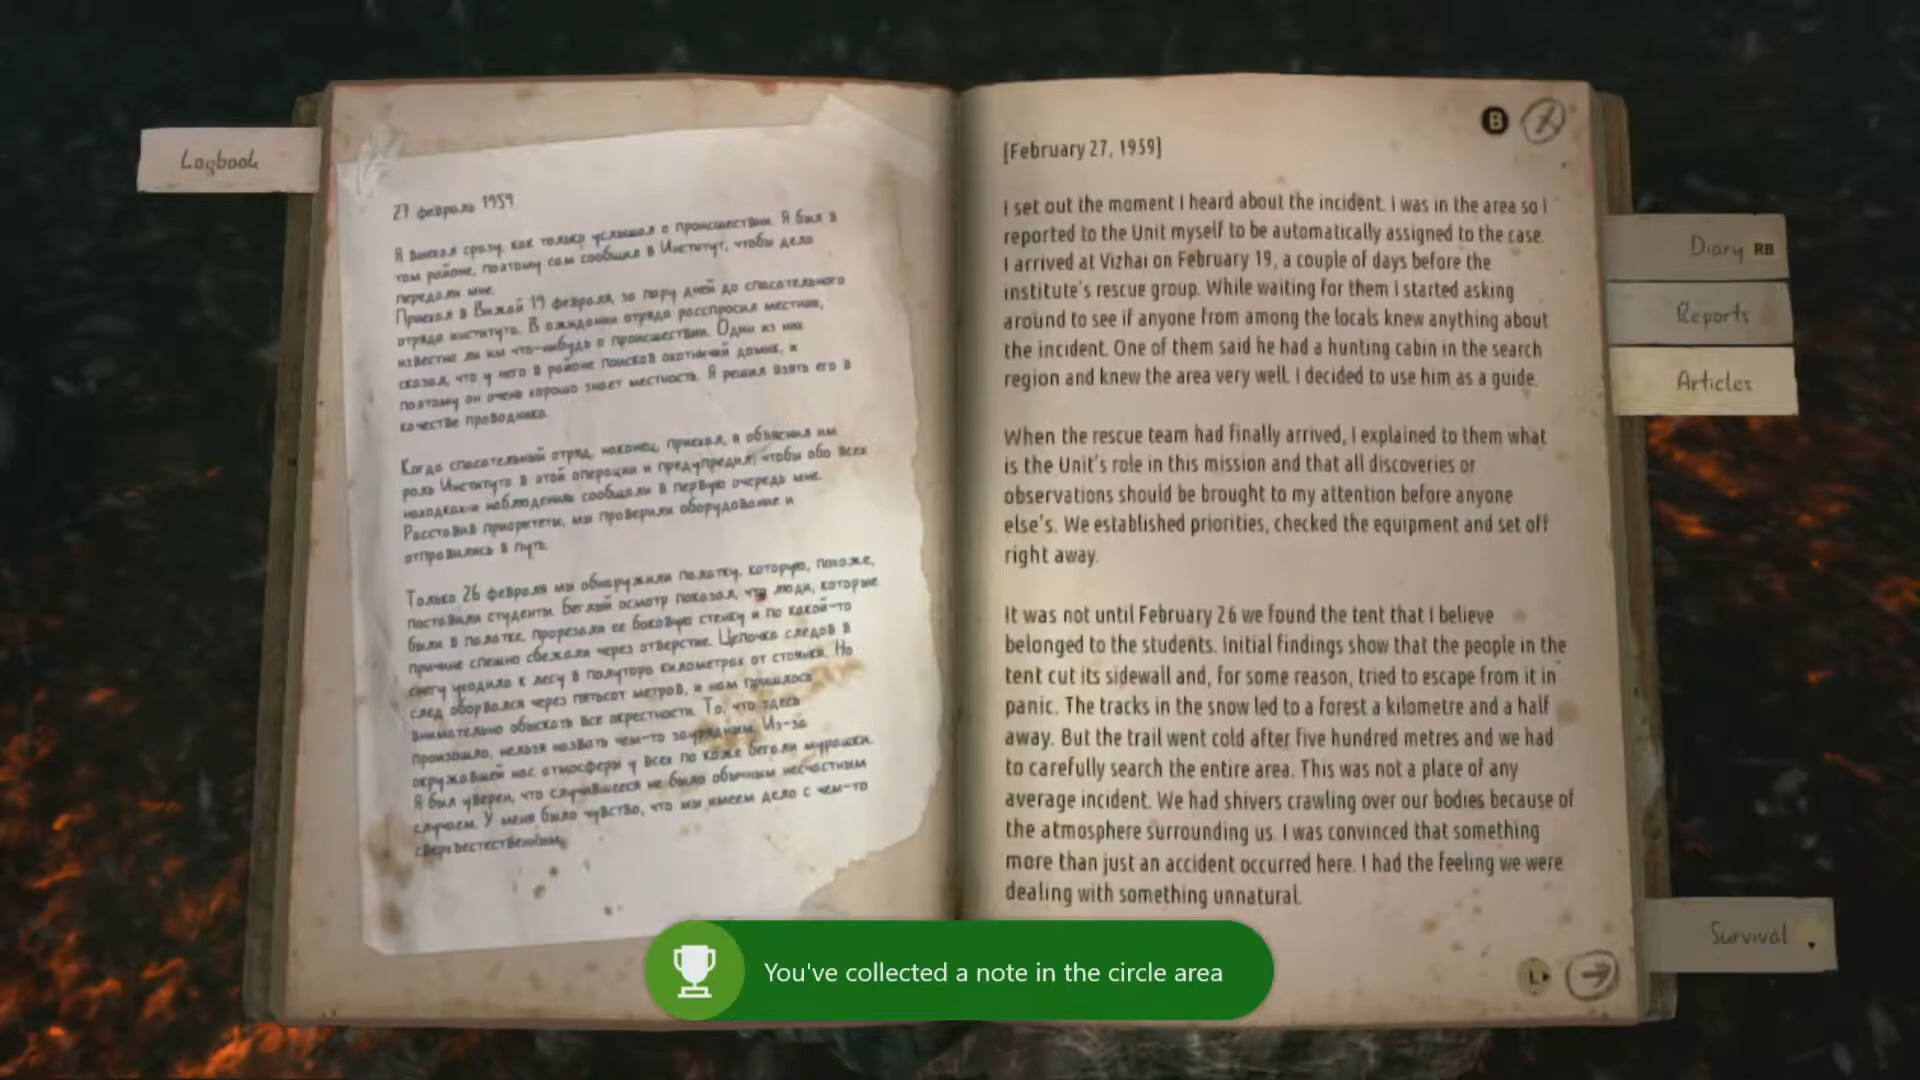 Logbook
27 февраль 1959
Я выехал сразу, как только услышал о происшествии. Я был в
том районе, поэтому сам сообщил в Институт, чтобы дело
передали мне.
Приехал в Вижай 19 февраля, за пару дней до спасательного
отряда института. В ожидании отряда расспросил местных,
известно ли им что-нибудь о происшествии. Один из них
сказал, что у него в районе поисков охотничий домик, и
поэтому он очень хорошо знает местность. Я решил взять его в
качестве проводника.
Когда спасательный отряд, наконец, приехал, я объяснил им
роль Института в этой операции и предупредил, чтобы обо всех
находках и наблюдениях сообщали в первую очередь мне.
Расставив приоритеты, мы проверили оборудование и
отправились в путь.
Только 26 февраля мы обнаружили палатку, которую, похоже,
поставили студенты. Беглый осмотр показал, что люди, которые
были в палатке, прорезали ее боковую стенку и по какой-то
причине спешно сбежали через отверстие. Цепочка следов в
снегу уходила к лесу в полутора километрах от стоянки. Но
след оборвался через пятьсот метров, и нам пришлось
внимательно обыскать все окрестности. То, что здесь
произошло, нельзя назвать чем-то заурядным. Из-за
окружавшей нас атмосферы у всех по коже бегали мурашки.
Я был уверен, что случившееся не было обычным несчастным
случаем. У меня было чувство, что мы имеем дело с чем-то
сверхъестественным.
B
[February 27, 1959]
I set out the moment I heard about the incident. I was in the area so I
reported to the Unit myself to be automatically assigned to the case.
I arrived at Vizhai on February 19, a couple of days before the
institute's rescue group. While waiting for them I started asking
around to see if anyone from among the locals knew anything about
the incident. One of them said he had a hunting cabin in the search
region and knew the area very well. I decided to use him as a guide.
When the rescue team had finally arrived, I explained to them what
is the Unit's role in this mission and that all discoveries or
observations should be brought to my attention before anyone
else's. We established priorities, checked the equipment and set off
right away.
It was not until February 26 we found the tent that I believe
belonged to the students. Initial findings show that the people in the
tent cut its sidewall and, for some reason, tried to escape from it in
panic. The tracks in the snow led to a forest a kilometre and a half
away. But the trail went cold after five hundred metres and we had
to carefully search the entire area. This was not a place of any
average incident. We had shivers crawling over our bodies because of
the atmosphere surrounding us. I was convinced that something
more than just an accident occurred here. I had the feeling we were
dealing with something unnatural.
L
Diary RB
Reports
Articles
Survival
You've collected a note in the circle area